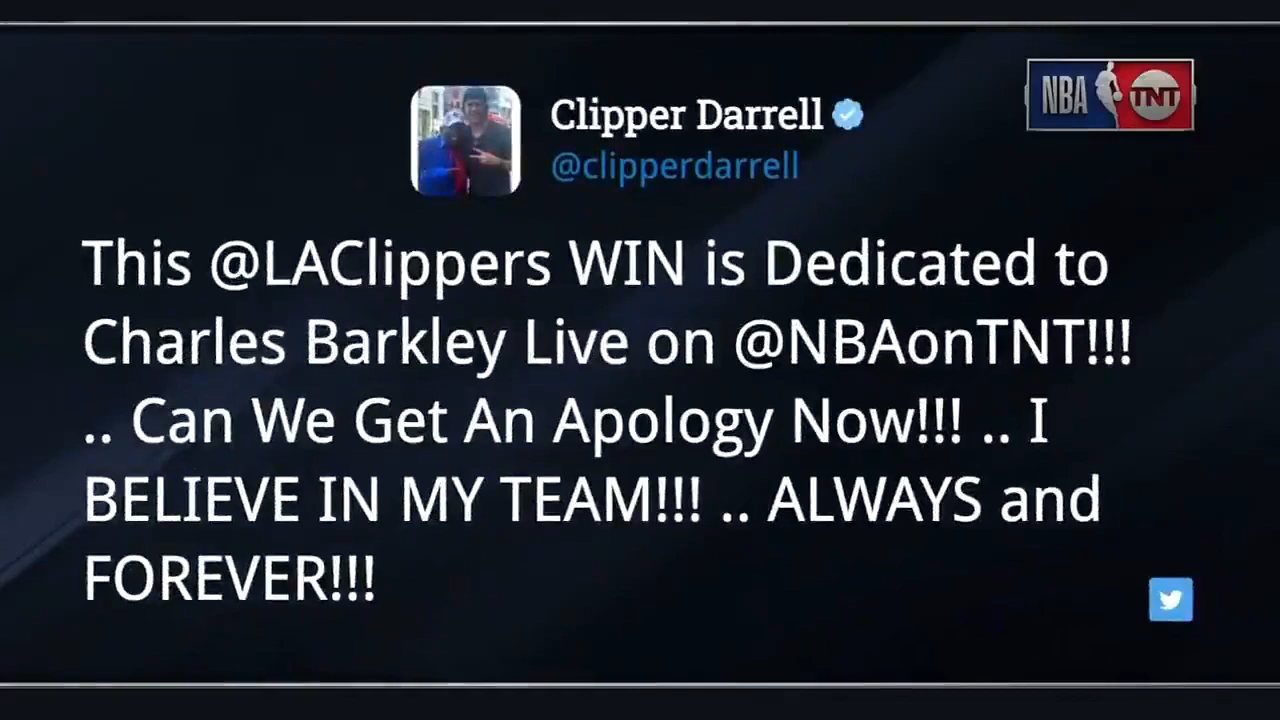 NBA TNT
Clipper Darrell
@clipperdarrell
This @LAClippers WIN is Dedicated to
Charles Barkley Live on @NBAonTNT!!!
.. Can We Get An Apology Now!!! .. I
BELIEVE IN MY TEAM!!! .. ALWAYS and
FOREVER!!!